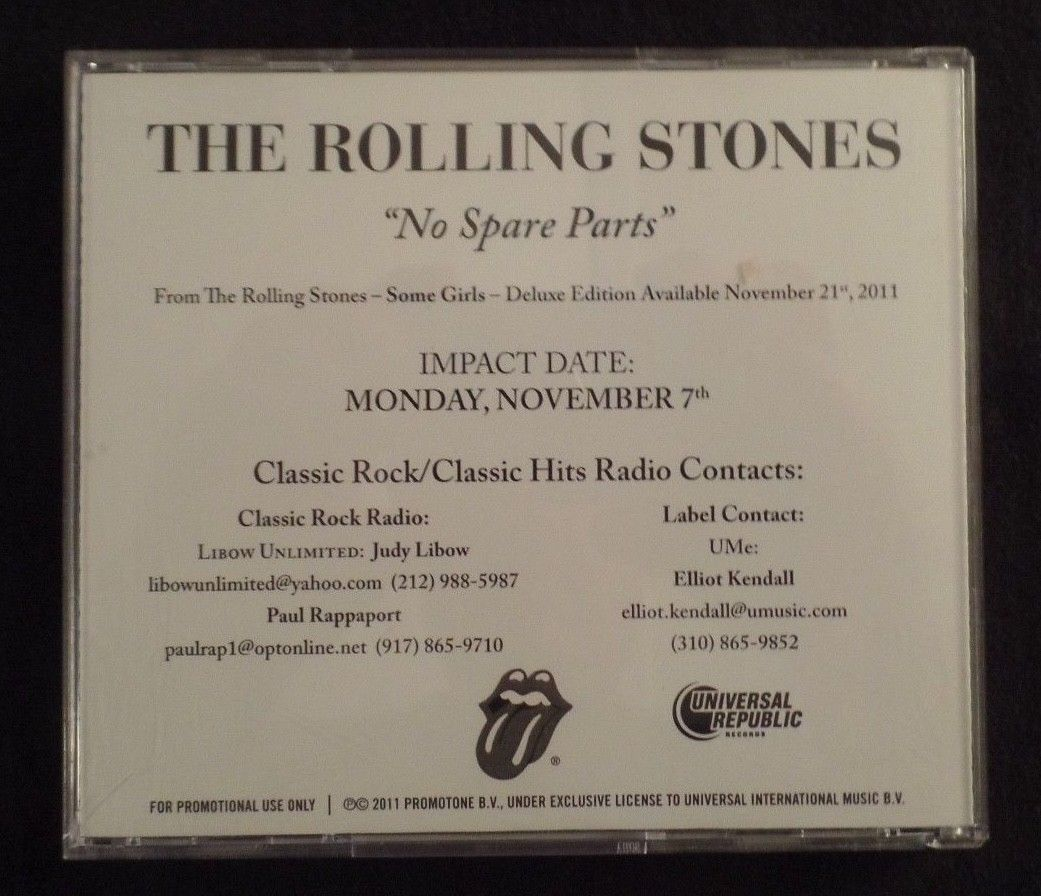 THE ROLLING STONES
“No Spare Parts”
From The Rolling Stones – Some Girls – Deluxe Edition Available November 21st, 2011
IMPACT DATE:
MONDAY, NOVEMBER 7th
Classic Rock/Classic Hits Radio Contacts:
Classic Rock Radio:
LIBOW UNLIMITED: Judy Libow
libowunlimited@yahoo.com (212) 988-5987
Paul Rappaport
paulrap1@optonline.net (917) 865-9710
Label Contact:
UMe:
Elliot Kendall
elliot.kendall@umusic.com
(310) 865-9852
®
UNIVERSAL
REPUBLIC
RECORDS
FOR PROMOTIONAL USE ONLY | ℗© 2011 PROMOTONE B.V., UNDER EXCLUSIVE LICENSE TO UNIVERSAL INTERNATIONAL MUSIC B.V.